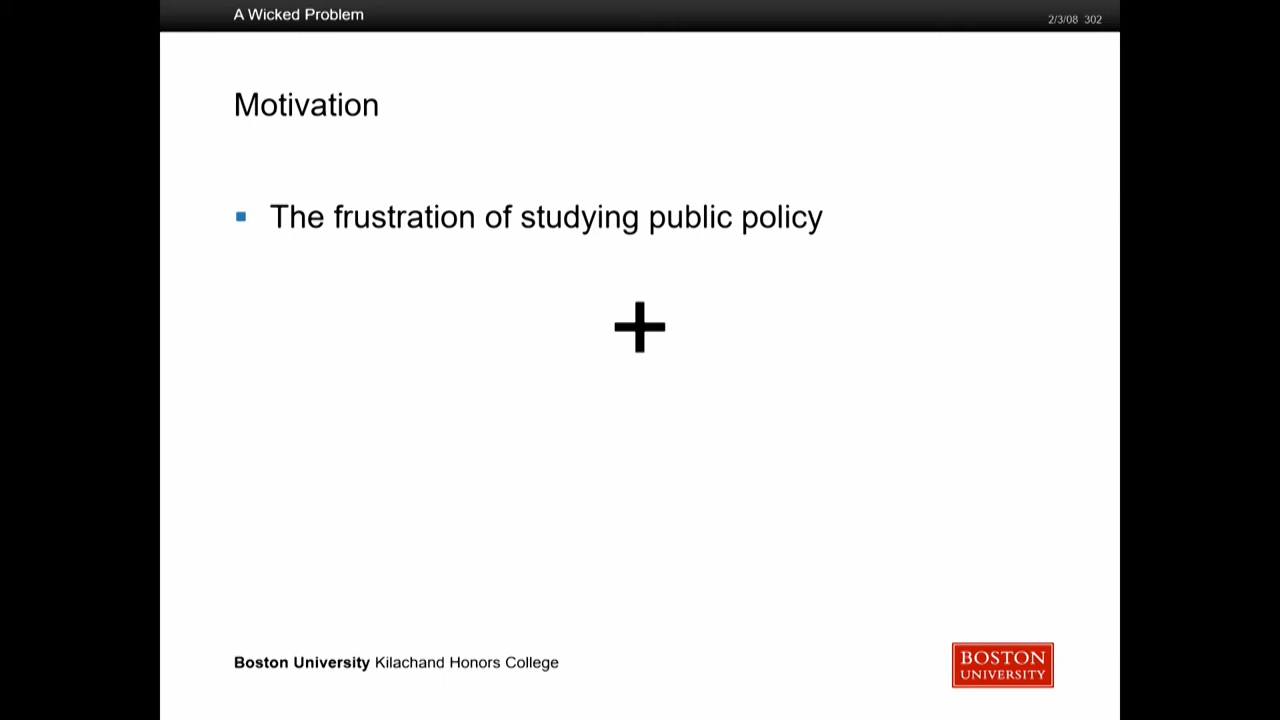 A Wicked Problem
2/3/08 302
Motivation
▪ The frustration of studying public policy
+
Boston University Kilachand Honors College
BOSTON
UNIVERSITY